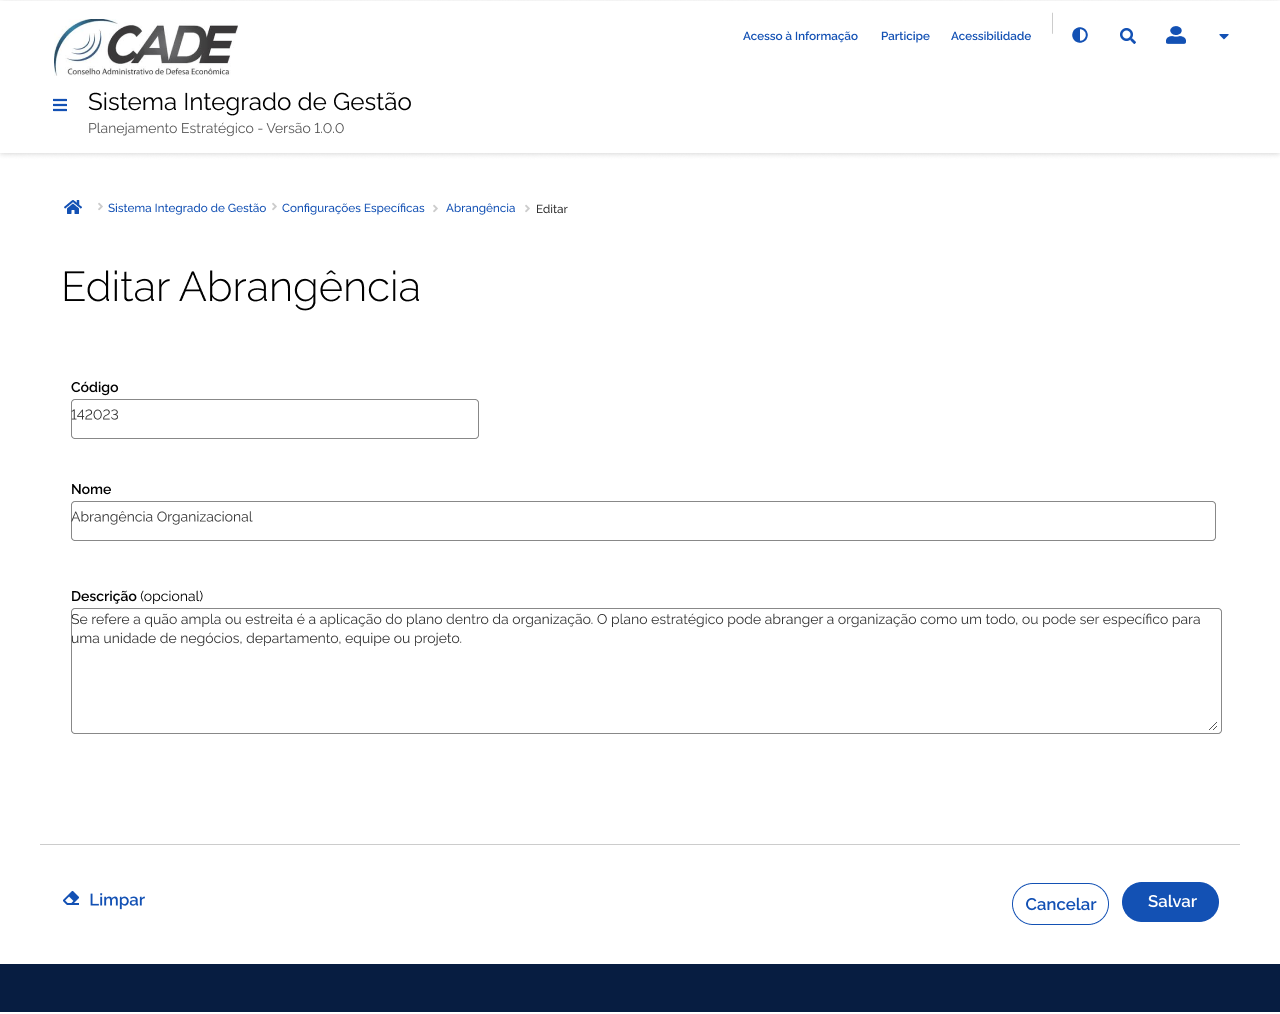 CADE
Conselho Administrativo de Defesa Econômica
Acesso à Informação Participe Acessibilidade
Sistema Integrado de Gestão
Planejamento Estratégico - Versão 1.0.0
Sistema Integrado de Gestão Configurações Específicas Abrangência Editar
Editar Abrangência
Código
142023
Nome
Abrangência Organizacional
Descrição (opcional)
Se refere a quão ampla ou estreita é a aplicação do plano dentro da organização. O plano estratégico pode abranger a organização como um todo, ou pode ser específico para
uma unidade de negócios, departamento, equipe ou projeto.
Limpar Cancelar Salvar